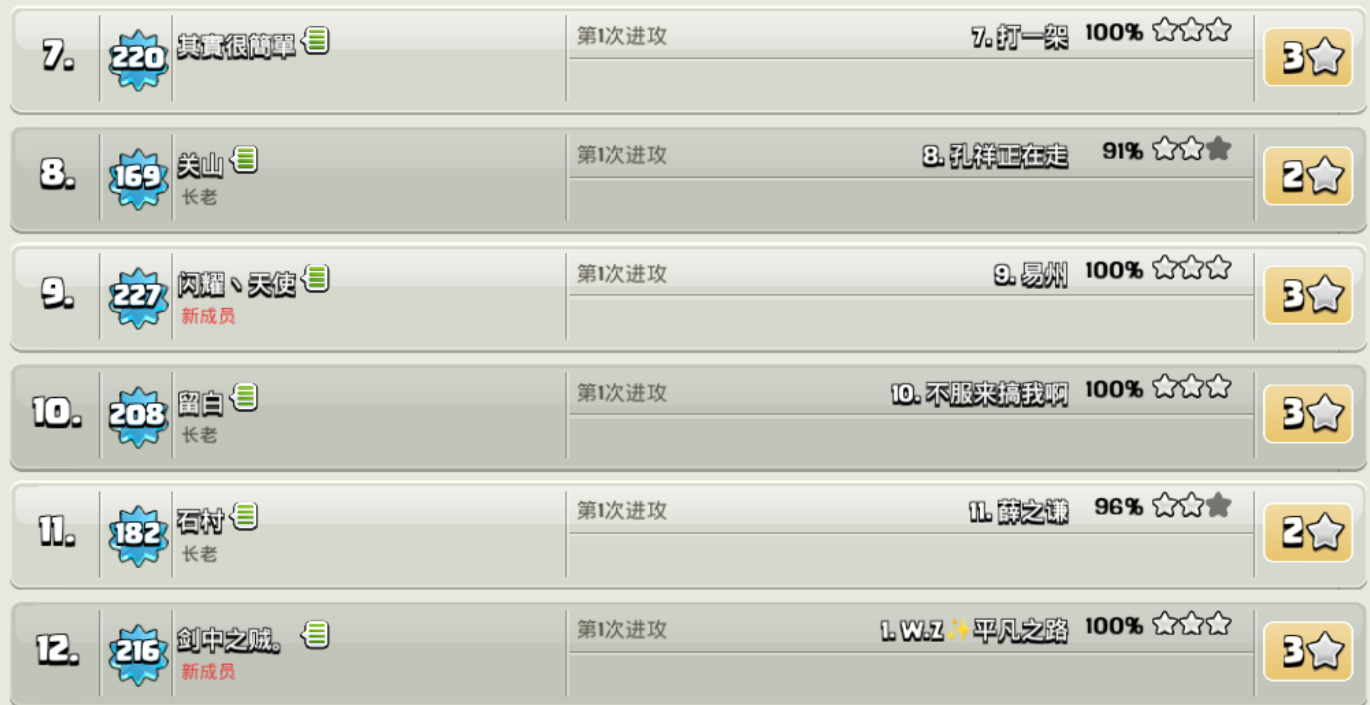 7. 220 其實很簡單 第1次进攻 7. 打一架 100% 3
8. 169 关山 第1次进攻 8. 孔祥正在走 91% 2
长老
9. 227 闪耀丶天使 第1次进攻 9. 易州 100% 3
新成员
10. 208 留白 第1次进攻 10. 不服来搞我啊 100% 3
长老
11. 182 石村 第1次进攻 11. 薛之谦 96% 2
长老
12. 216 剑中之贼。 第1次进攻 1. W.Z✨平凡之路 100% 3
新成员